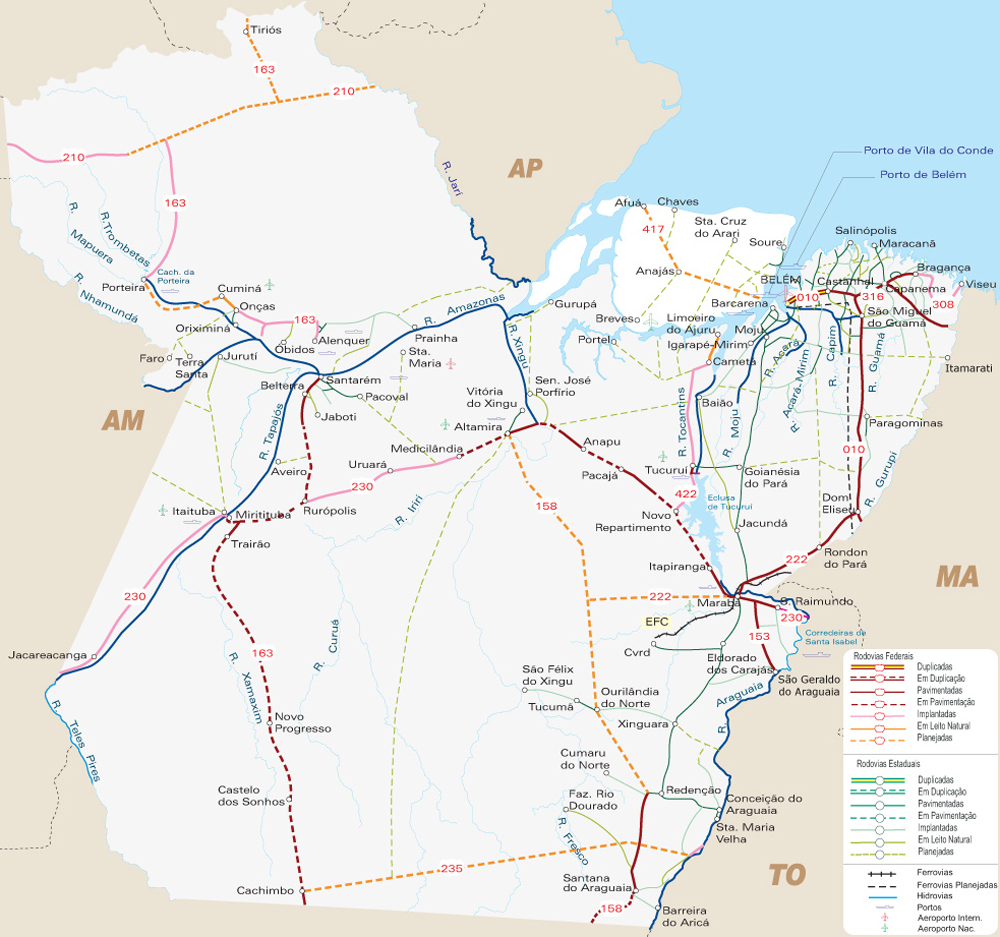 Tiriós
163
210
AP
R. Jarí
210
163
R.
Mapuera
R.Trombetas
R. Nhamundá
Cach. da
Porteira
Porteira
Cuminá
Onças
Oriximiná
163
Óbidos
Alenquer
R. Amazonas
Prainha
Gurupá
Faro
Terra
Santa
Jurutí
Sta.
Maria
Belterra
Santarém
Pacoval
Jaboti
AM
R. Tapajós
Aveiro
R. Xingu
Vitória
do Xingu
Sen. José
Porfírio
Altamira
Medicilândia
Uruará
230
Rurópolis
R. Iriri
Itaituba
Miritituba
Trairão
230
Jacareacanga
R.
Teles Pires
R. Xamaxim
R. Curuá
163
Novo
Progresso
Castelo
dos Sonhos
Cachimbo
235
Porto de Vila do Conde
Porto de Belém
Afuá
Chaves
417
Sta. Cruz
do Arari
Soure
Anajás
Salinópolis
Maracanã
BELÉM
Castanhal
Bragança
Capanema
Viseu
010
316
308
Barcarena
São Miguel
do Guamá
Breves
Limoeiro
do Ajuru
Moju
Portel
Igarapé-Mirim
Cameta
R. Acará
R. Acará-Mirim
R. Capim
R. Guamá
Itamarati
Baião
R. Tocantins
R. Moju
Paragominas
010
R. Gurupi
Anapu
Pacajá
Tucuruí
Goianésia
do Pará
422
Eclusa
de Tucuruí
Novo
Repartimento
Jacundá
Dom
Eliseu
158
Rondon
do Pará
222
Itapiranga
MA
222
Marabá
S. Raimundo
230
EFC
153
Corredeiras de
Santa Isabel
Cvrd
Eldorado
dos Carajás
São Geraldo
do Araguaia
São Félix
do Xingu
Tucumã
Ourilândia
do Norte
R. Araguaia
Xinguara
Cumaru
do Norte
Redenção
Faz. Rio
Dourado
Conceição do
Araguaia
Sta. Maria
Velha
R. Fresco
TO
Santana
do Araguaia
158
Barreira
do Aricá
Rodovias Federais
Duplicadas
Em Duplicação
Pavimentadas
Em Pavimentação
Implantadas
Em Leito Natural
Planejadas
Rodovias Estaduais
Duplicadas
Em Duplicação
Pavimentadas
Em Pavimentação
Implantadas
Em Leito Natural
Planejadas
Ferrovias
Ferrovias Planejadas
Hidrovias
Portos
Aeroporto Intern.
Aeroporto Nac.